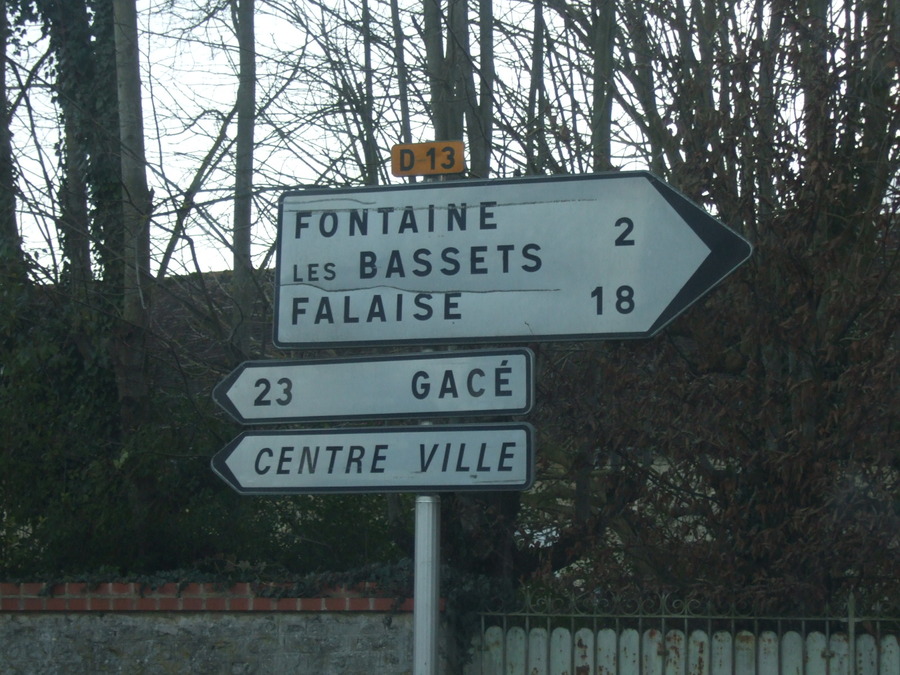 D 13
FONTAINE 2
LES BASSETS
FALAISE 18
23 GACÉ
CENTRE VILLE